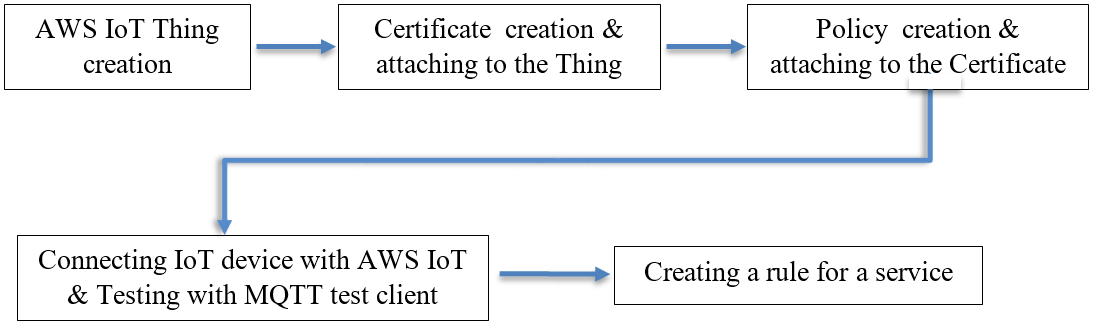 AWS IoT Thing
creation
Certificate creation &
attaching to the Thing
Policy creation &
attaching to the Certificate
Connecting IoT device with AWS IoT
& Testing with MQTT test client
Creating a rule for a service